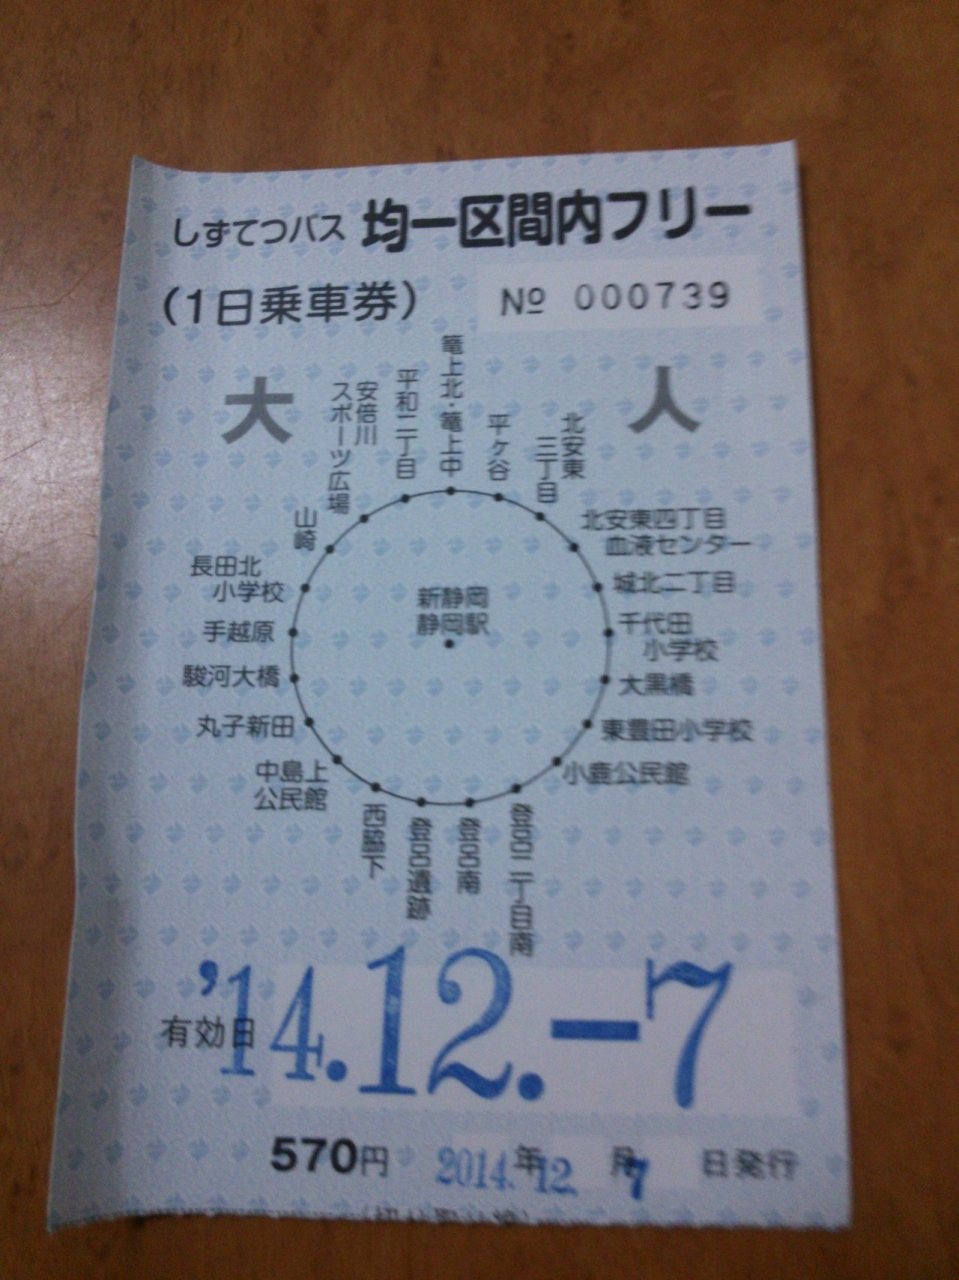 しずてつバス 均一区間内フリー
(1日乗車券)
№ 000739
大人
籠上北・籠上中
平和二丁目
安倍川
スポーツ広場
山崎
長田北
小学校
手越原
駿河大橋
丸子新田
中島上
公民館
西脇下
登呂遺跡
登呂南
登呂二丁目南
小鹿公民館
東豊田小学校
大黒橋
千代田
小学校
城北二丁目
北安東四丁目
血液センター
北安東
三丁目
平ヶ谷
新静岡
静岡駅
有効日 '14.12.-7
570円 2014.年12.月7日発行